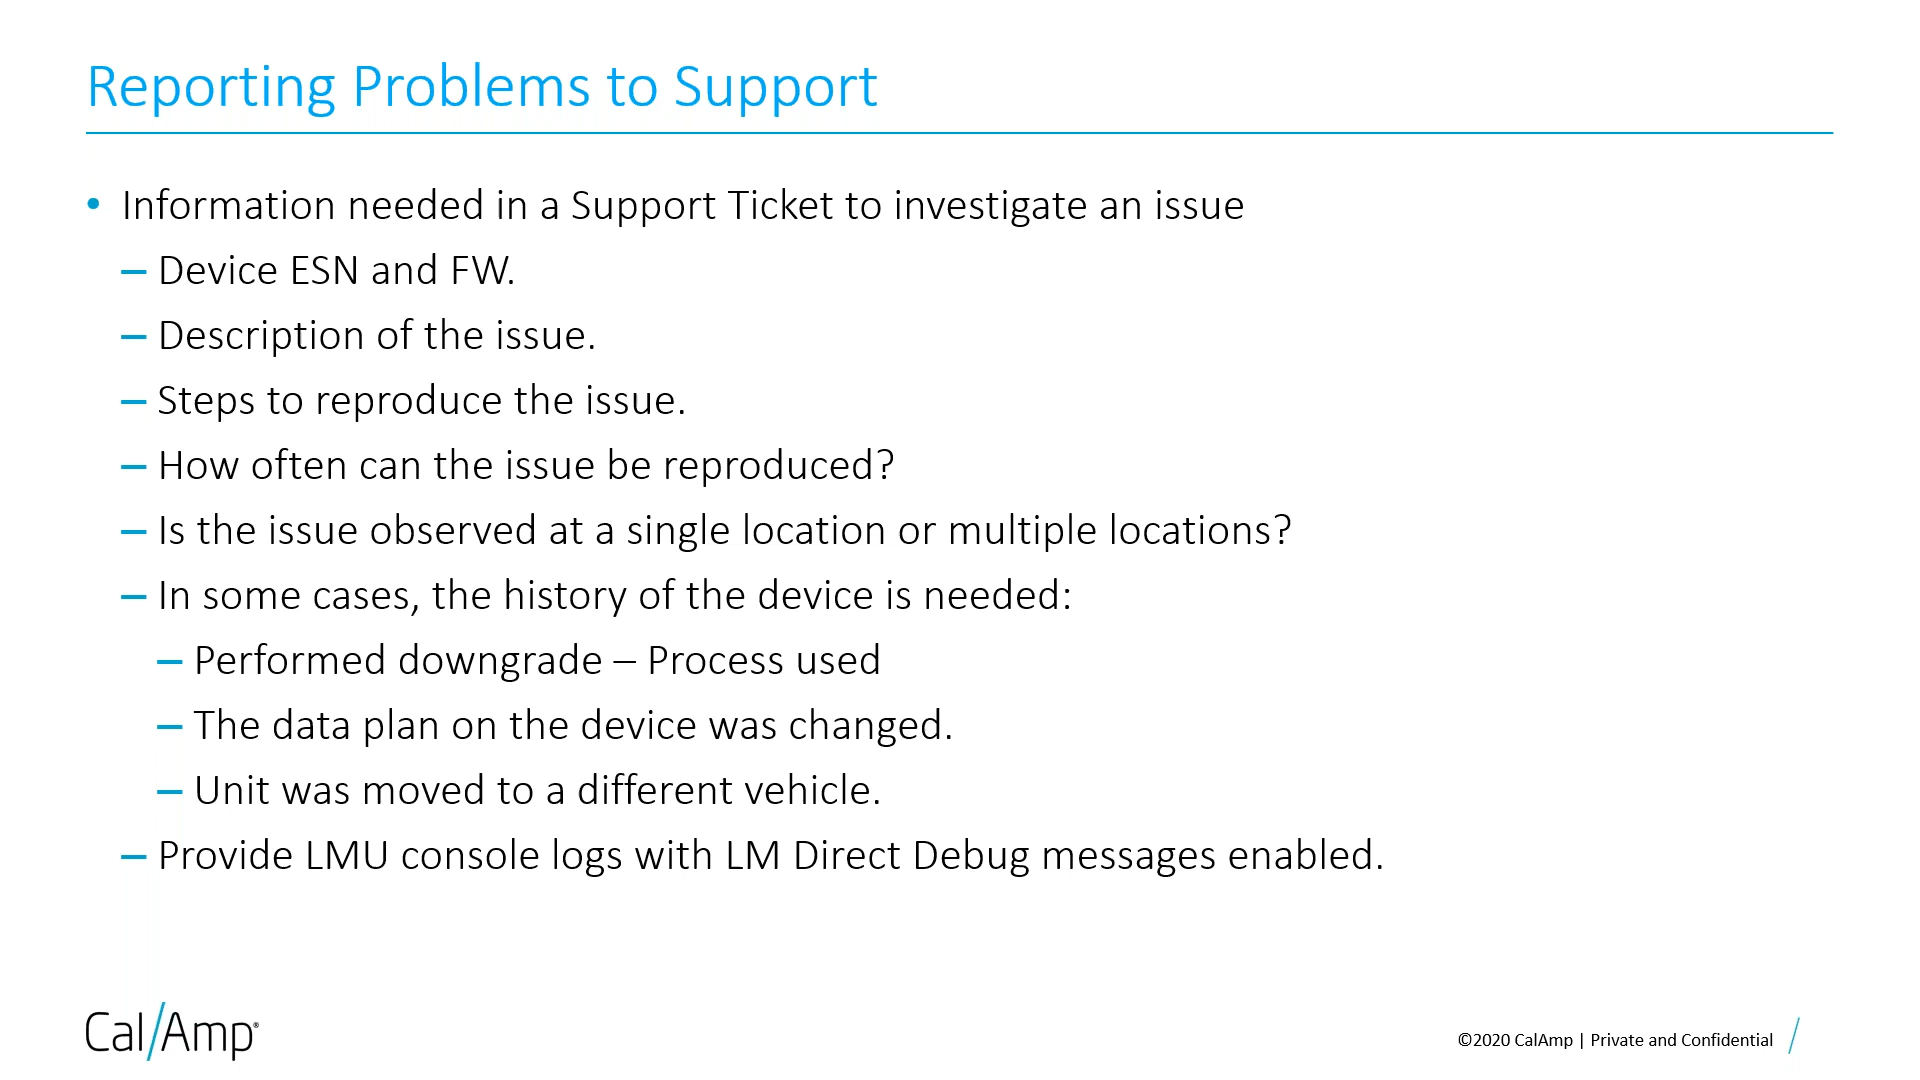 Reporting Problems to Support
• Information needed in a Support Ticket to investigate an issue
– Device ESN and FW.
– Description of the issue.
– Steps to reproduce the issue.
– How often can the issue be reproduced?
– Is the issue observed at a single location or multiple locations?
– In some cases, the history of the device is needed:
– Performed downgrade – Process used
– The data plan on the device was changed.
– Unit was moved to a different vehicle.
– Provide LMU console logs with LM Direct Debug messages enabled.
Cal/Amp®
©2020 CalAmp | Private and Confidential